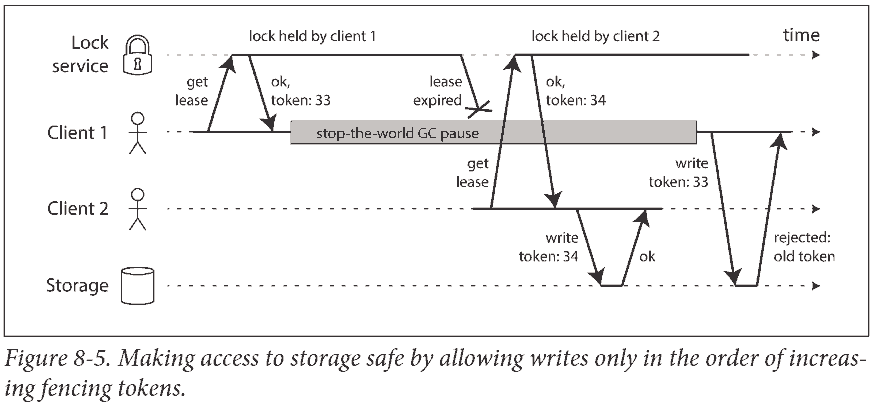 Lock service
lock held by client 1
lock held by client 2
time
get lease
ok, token: 33
lease expired
ok, token: 34
Client 1
stop-the-world GC pause
get lease
write token: 33
Client 2
write token: 34
ok
rejected: old token
Storage
Figure 8-5. Making access to storage safe by allowing writes only in the order of increas-
ing fencing tokens.